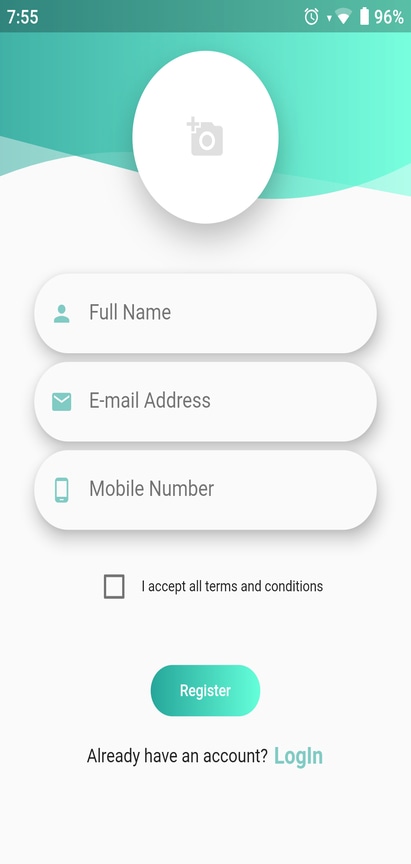 7:55 96%
Full Name
E-mail Address
Mobile Number
I accept all terms and conditions
Register
Already have an account? LogIn